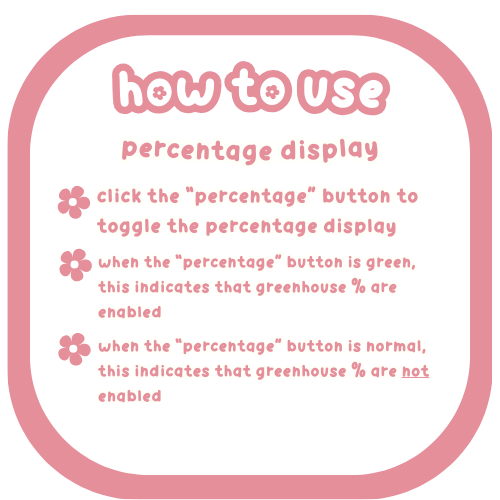 how to use
percentage display
click the "percentage" button to
toggle the percentage display
when the "percentage" button is green,
this indicates that greenhouse % are
enabled
when the "percentage" button is normal,
this indicates that greenhouse % are not
enabled